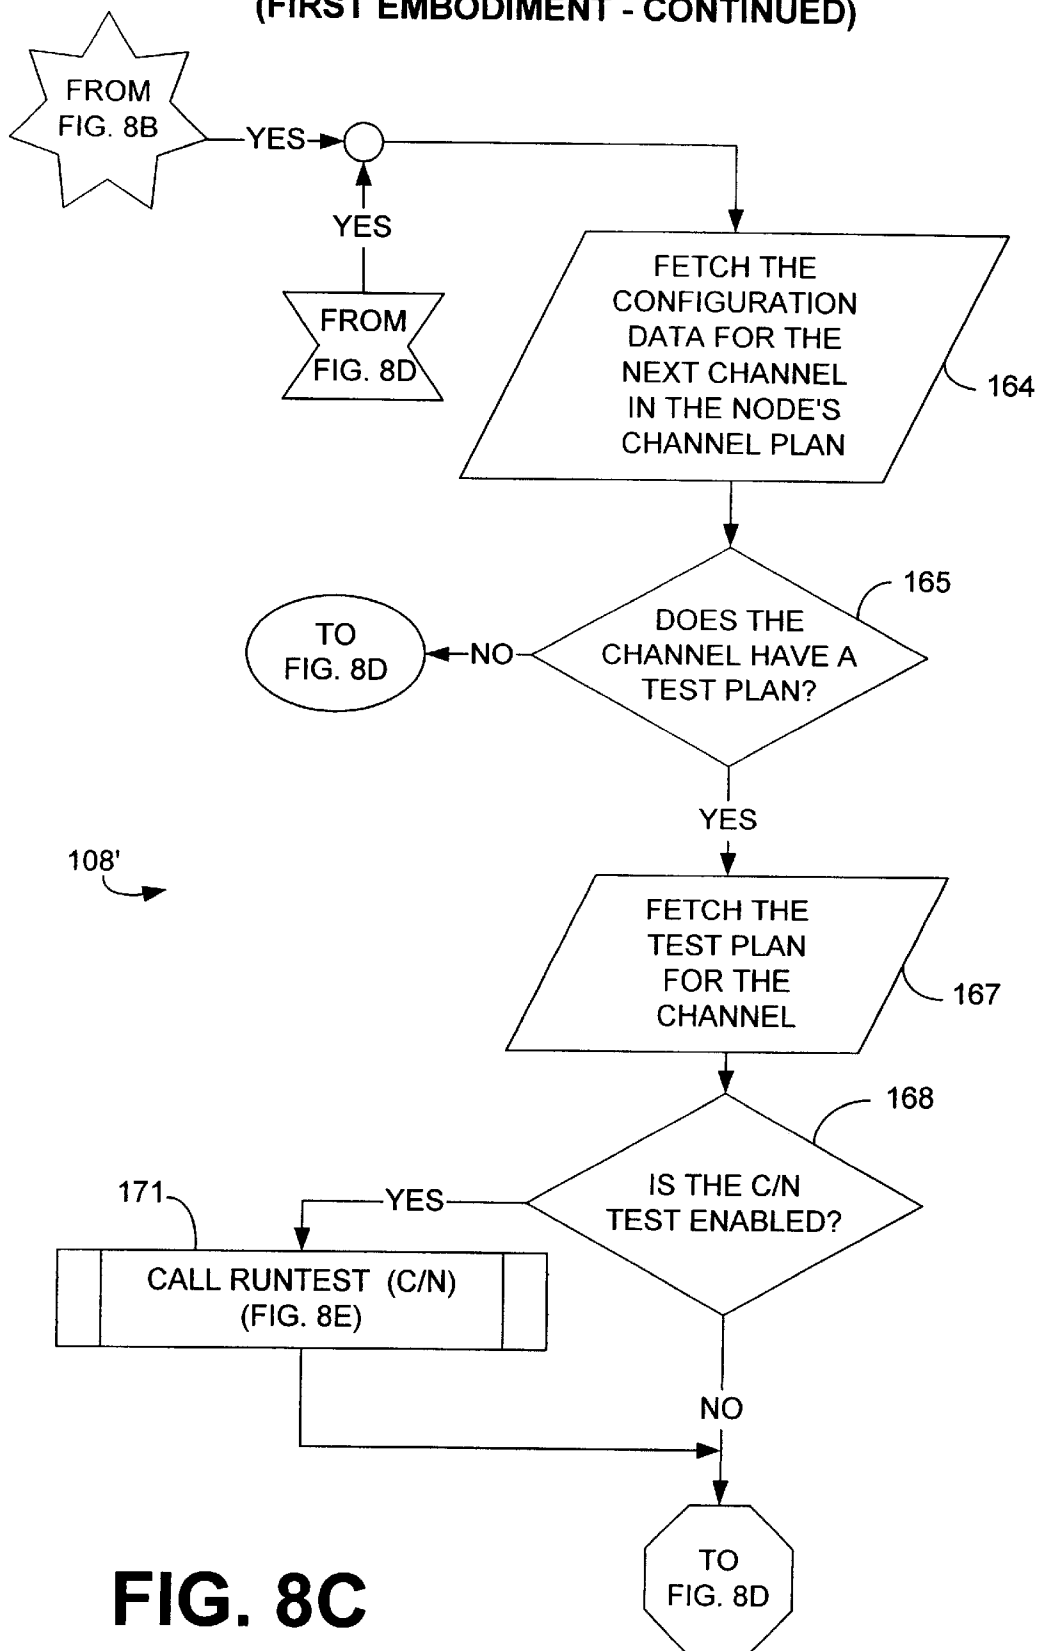 (FIRST EMBODIMENT - CONTINUED)
FROM
FIG. 8B
YES
YES
FROM
FIG. 8D
FETCH THE
CONFIGURATION
DATA FOR THE
NEXT CHANNEL
IN THE NODE'S
CHANNEL PLAN
164
165
DOES THE
CHANNEL HAVE A
TEST PLAN?
NO
TO
FIG. 8D
YES
108'
FETCH THE
TEST PLAN
FOR THE
CHANNEL
167
168
IS THE C/N
TEST ENABLED?
YES
171
CALL RUNTEST (C/N)
(FIG. 8E)
NO
TO
FIG. 8D
FIG. 8C